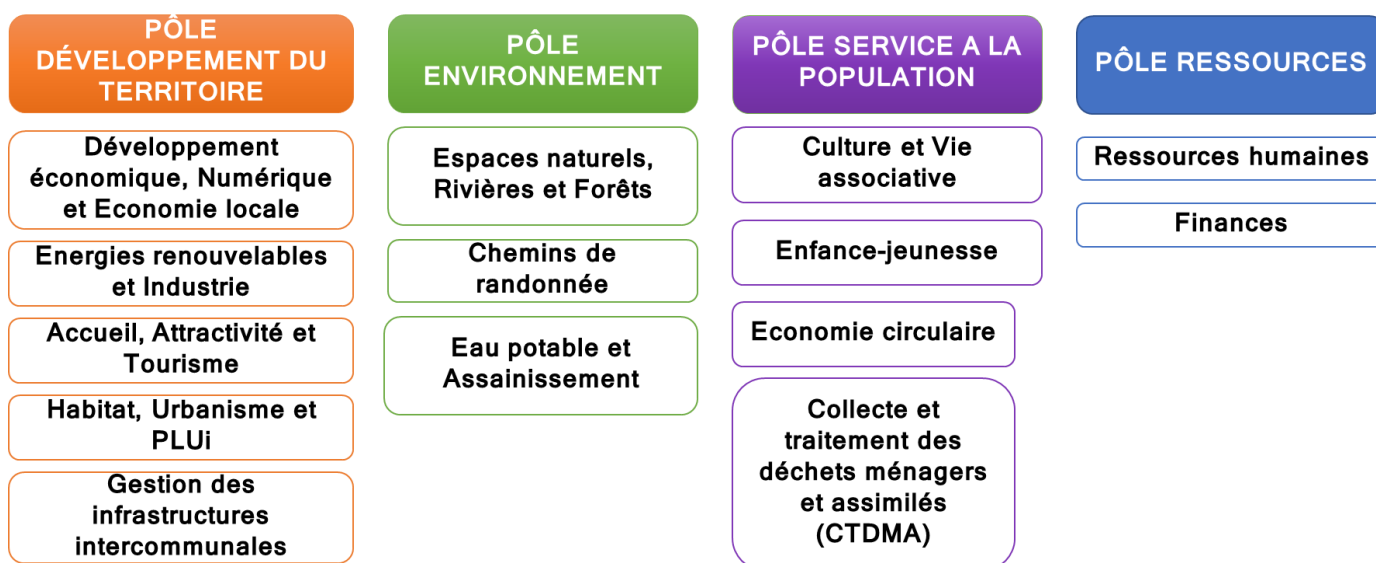 PÔLE
DÉVELOPPEMENT DU
TERRITOIRE
Développement
économique, Numérique
et Economie locale
Energies renouvelables
et Industrie
Accueil, Attractivité et
Tourisme
Habitat, Urbanisme et
PLUi
Gestion des
infrastructures
intercommunales
PÔLE
ENVIRONNEMENT
Espaces naturels,
Rivières et Forêts
Chemins de
randonnée
Eau potable et
Assainissement
PÔLE SERVICE A LA
POPULATION
Culture et Vie
associative
Enfance-jeunesse
Economie circulaire
Collecte et
traitement des
déchets ménagers
et assimilés
(CTDMA)
PÔLE RESSOURCES
Ressources humaines
Finances